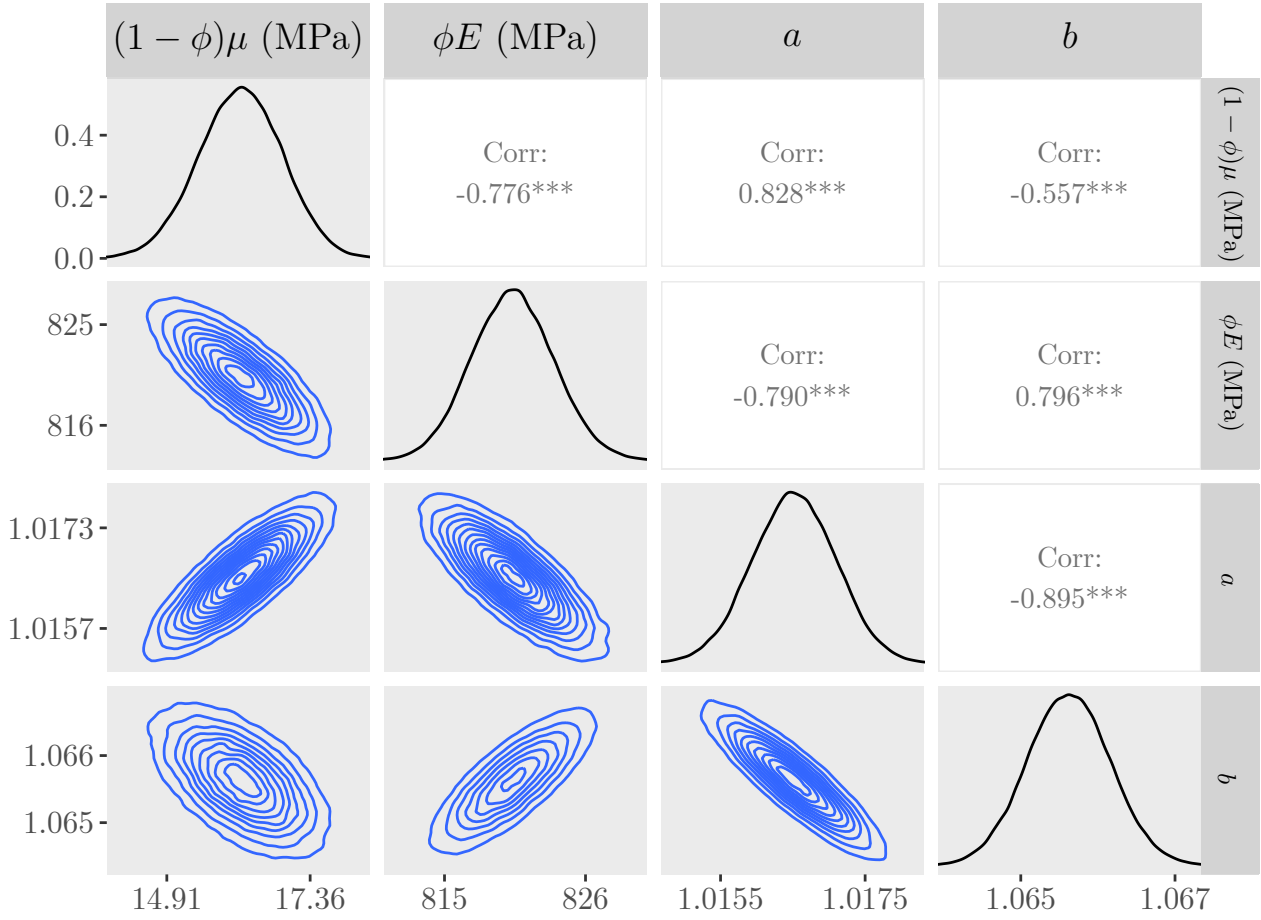 (1 − ϕ)μ (MPa)
ϕE (MPa)
a
b
0.4
0.2
0.0
Corr:
-0.776***
Corr:
0.828***
Corr:
-0.557***
(1 − ϕ)μ (MPa)
825
816
Corr:
-0.790***
Corr:
0.796***
ϕE (MPa)
1.0173
1.0157
Corr:
-0.895***
a
1.066
1.065
b
14.91
17.36
815
826
1.0155
1.0175
1.065
1.067